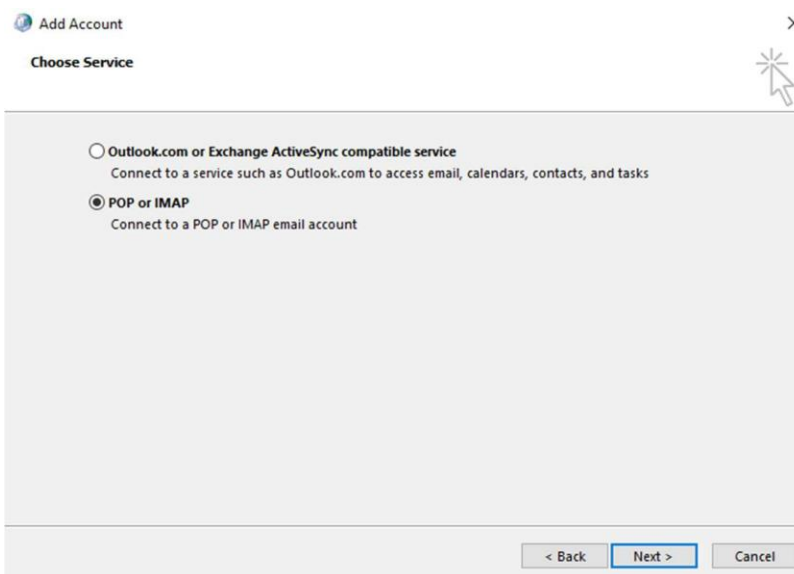 Add Account
Choose Service
Outlook.com or Exchange ActiveSync compatible service
Connect to a service such as Outlook.com to access email, calendars, contacts, and tasks
POP or IMAP
Connect to a POP or IMAP email account
< Back Next > Cancel